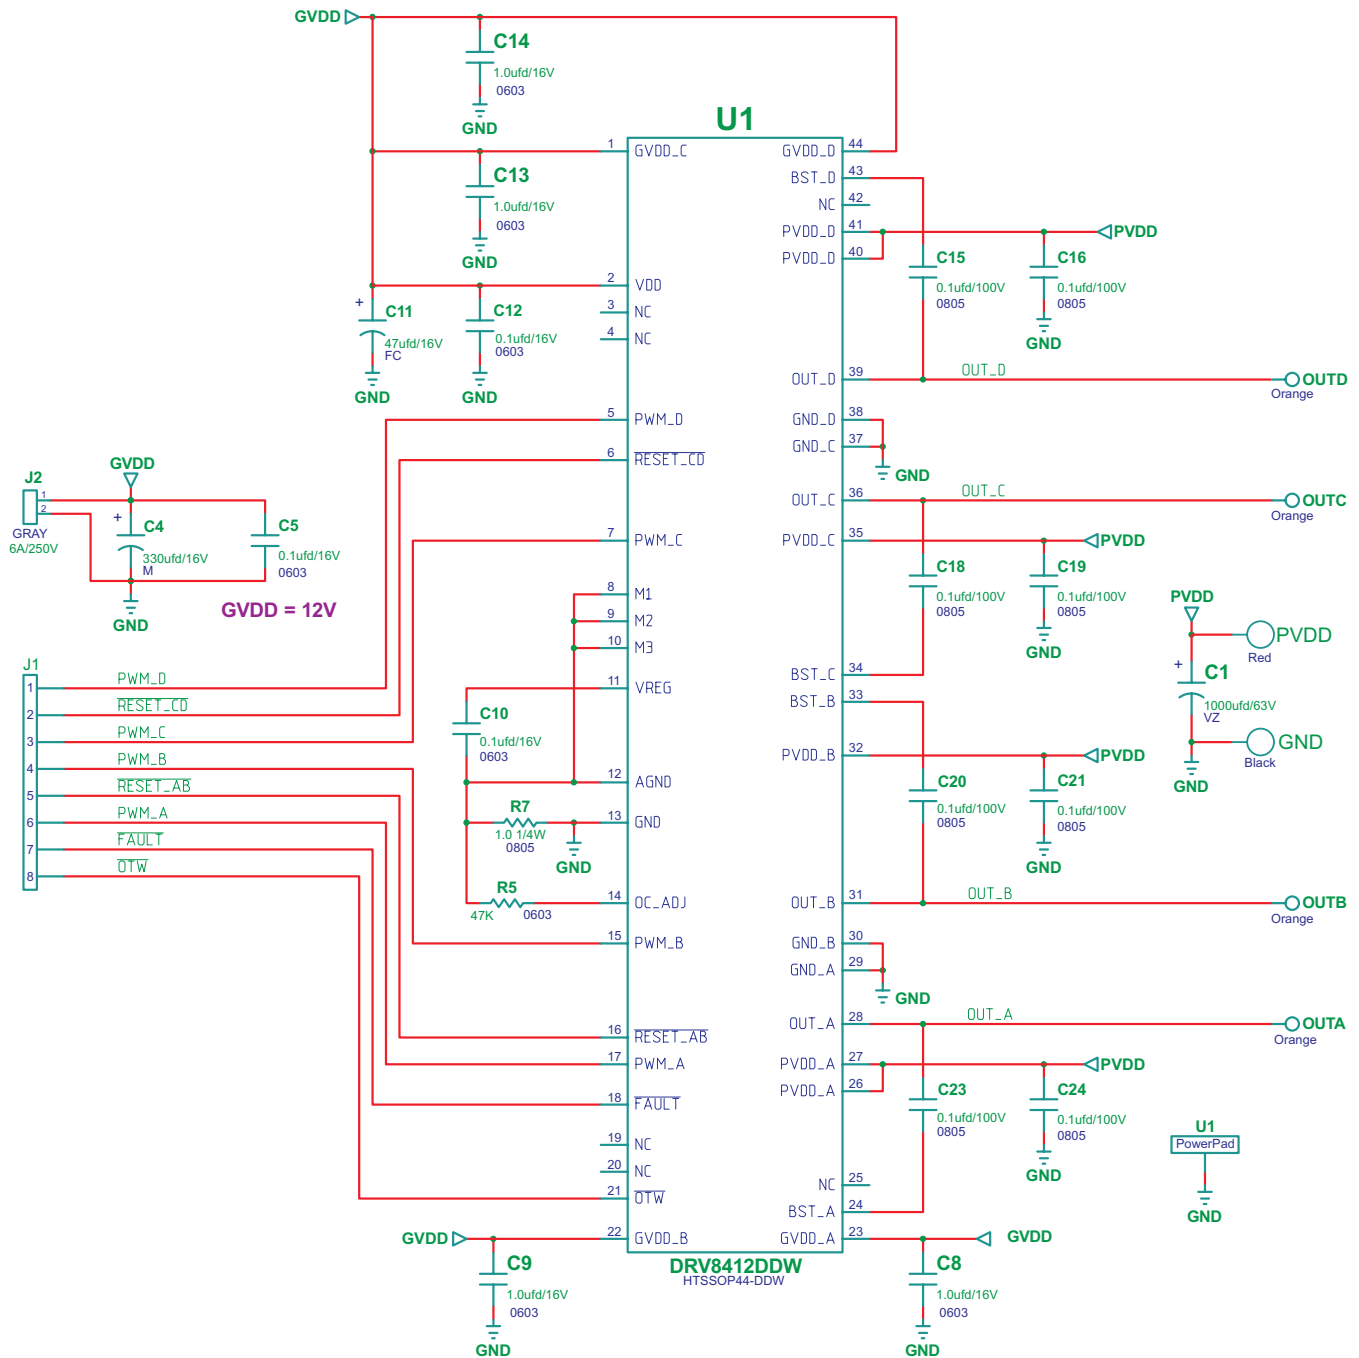 GVDD
C14
1.0ufd/16V
0603
GND
U1
1 GVDD_C
GVDD_D 44
C13
1.0ufd/16V
0603
GND
BST_D 43
NC 42
PVDD_D 41
PVDD_D 40
PVDD
C15
0.1ufd/100V
0805
C16
0.1ufd/100V
0805
GND
2 VDD
3 NC
4 NC
+
C11
47ufd/16V
FC
GND
C12
0.1ufd/16V
0603
GND
OUT_D 39
OUT_D
OUTD
Orange
5 PWM_D
GND_D 38
GND_C 37
GND
6 RESET_CD
J2
1
2
GRAY
6A/250V
GVDD
+
C4
330ufd/16V
M
GND
C5
0.1ufd/16V
0603
GVDD = 12V
OUT_C 36
OUT_C
OUTC
Orange
7 PWM_C
PVDD_C 35
PVDD
C18
0.1ufd/100V
0805
C19
0.1ufd/100V
0805
GND
8 M1
9 M2
10 M3
11 VREG
BST_C 34
BST_B 33
PVDD
PVDD
Red
+
C1
1000ufd/63V
VZ
GND
Black
GND
J1
1 PWM_D
2 RESET_CD
3 PWM_C
4 PWM_B
5 RESET_AB
6 PWM_A
7 FAULT
8 OTW
C10
0.1ufd/16V
0603
PVDD_B 32
PVDD
C20
0.1ufd/100V
0805
C21
0.1ufd/100V
0805
GND
12 AGND
R7
1.0 1/4W
0805
GND
13 GND
R5
47K
0603
14 OC_ADJ
15 PWM_B
OUT_B 31
OUT_B
OUTB
Orange
GND_B 30
GND_A 29
GND
16 RESET_AB
17 PWM_A
18 FAULT
19 NC
20 NC
21 OTW
OUT_A 28
OUT_A
OUTA
Orange
PVDD_A 27
PVDD_A 26
PVDD
C23
0.1ufd/100V
0805
C24
0.1ufd/100V
0805
GND
U1
PowerPad
GND
NC 25
BST_A 24
GVDD
22 GVDD_B
GVDD_A 23
GVDD
C9
1.0ufd/16V
0603
GND
DRV8412DDW
HTSSOP44-DDW
C8
1.0ufd/16V
0603
GND